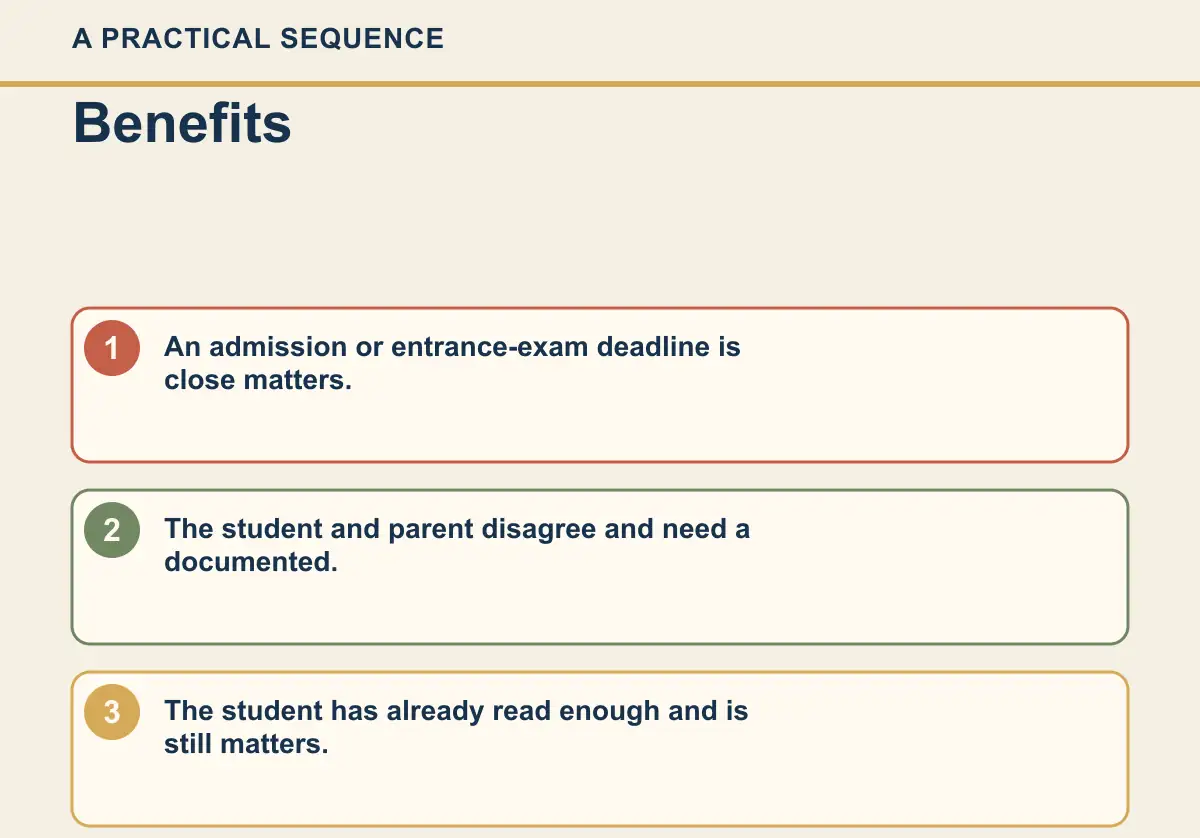 A PRACTICAL SEQUENCE
Benefits
1
An admission or entrance-exam deadline is
close matters.
2
The student and parent disagree and need a
documented.
3
The student has already read enough and is
still matters.